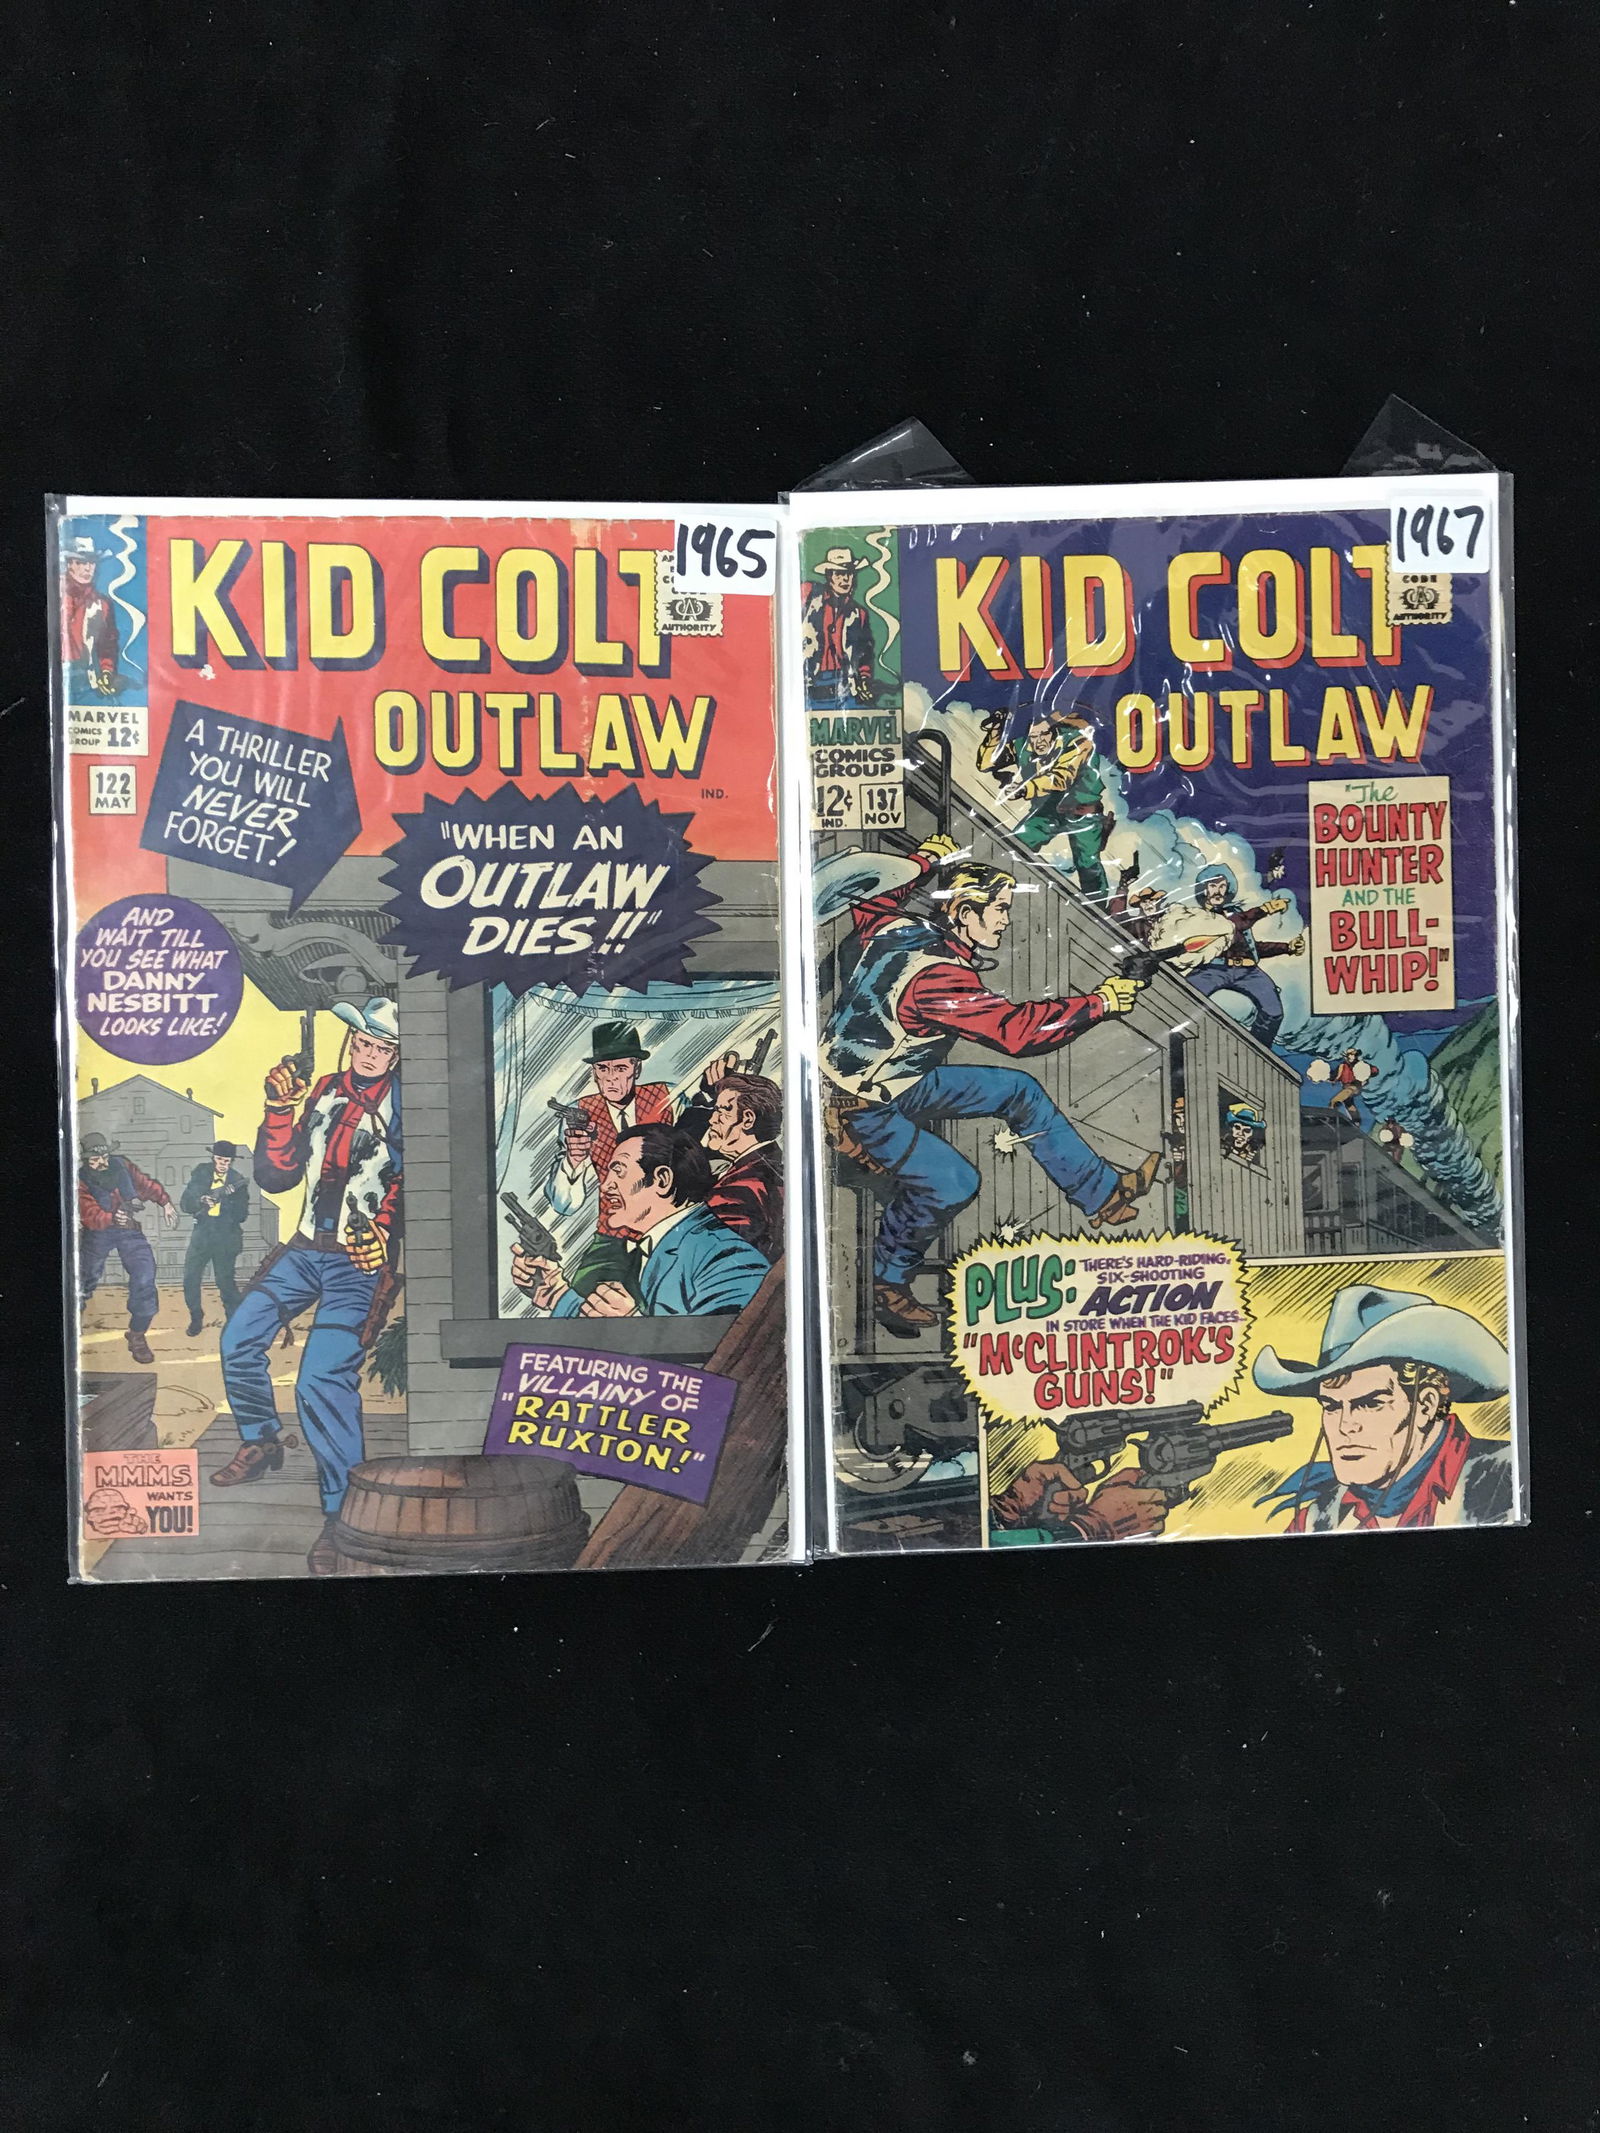 1965
KID COLT
OUTLAW
CODE
AUTHORITY
MARVEL
COMICS
GROUP 12¢
122
MAY
IND.
A THRILLER
YOU WILL
NEVER
FORGET!
"WHEN AN
OUTLAW
DIES!!"
AND
WAIT TILL
YOU SEE WHAT
DANNY
NESBITT
LOOKS LIKE!
FEATURING THE
VILLAINY OF
"RATTLER
RUXTON!"
THE
M.M.M.S.
WANTS
YOU!
1967
KID COLT
OUTLAW
CODE
AUTHORITY
MARVEL
COMICS
GROUP
12¢
IND.
137
NOV
"The
BOUNTY
HUNTER
AND THE
BULL-
WHIP!"
PLUS:
THERE'S HARD-RIDING,
SIX-SHOOTING
ACTION
IN STORE WHEN THE KID FACES...
"McCLINTROK'S
GUNS!"